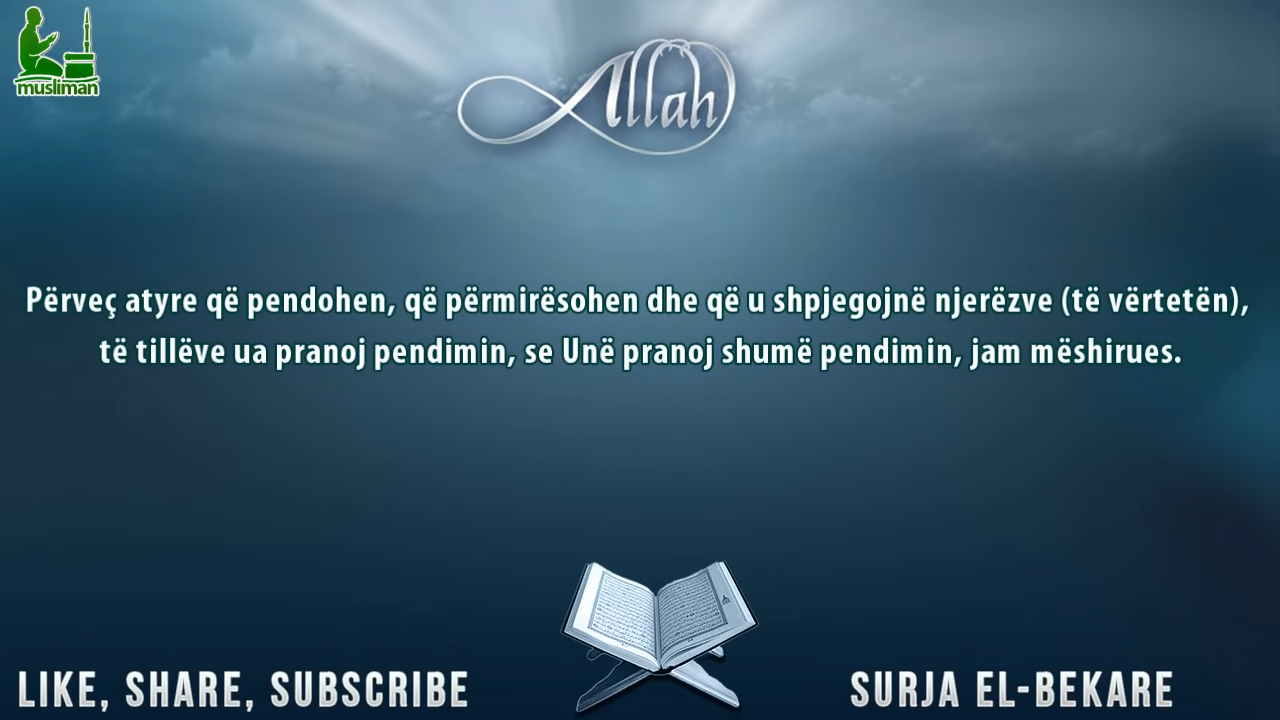 musliman
Allah
Përveç atyre që pendohen, që përmirësohen dhe që u shpjegojnë njerëzve (të vërtetën),
të tillëve ua pranoj pendimin, se Unë pranoj shumë pendimin, jam mëshirues.
LIKE, SHARE, SUBSCRIBE
SURJA EL-BEKARE